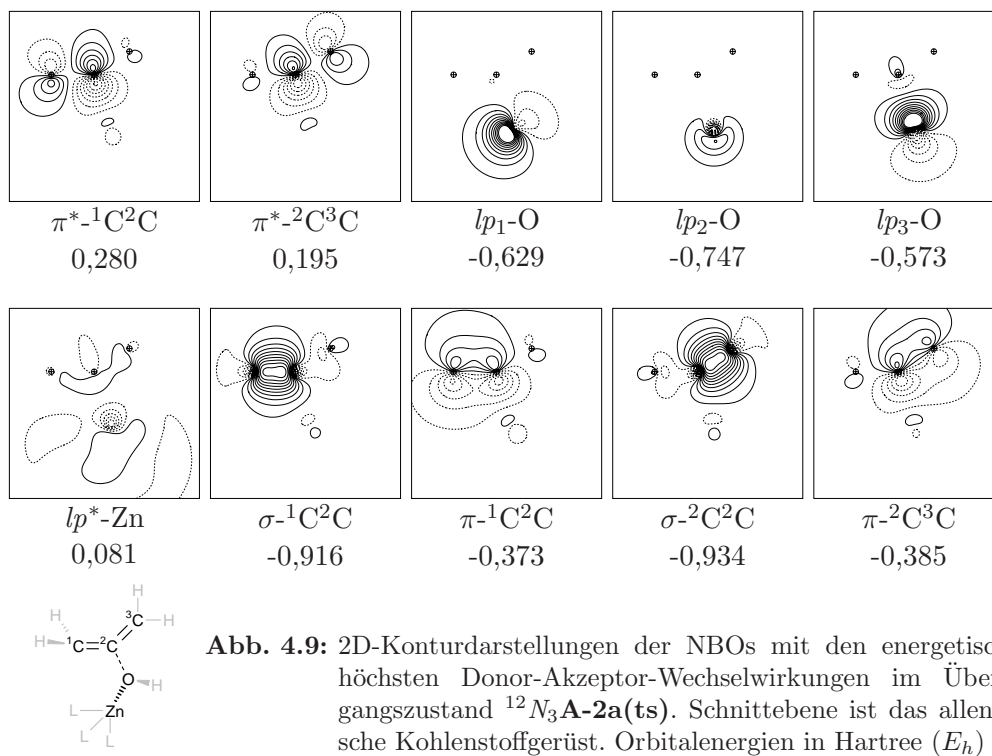 π*-¹C²C π*-²C³C lp₁-O lp₂-O lp₃-O
0,280 0,195 -0,629 -0,747 -0,573
lp*-Zn σ-¹C²C π-¹C²C σ-²C²C π-²C³C
0,081 -0,916 -0,373 -0,934 -0,385
H
H ³C H
H ¹C ²C
O H
L Zn
L L
Abb. 4.9: 2D-Konturdarstellungen der NBOs mit den energetisc
höchsten Donor-Akzeptor-Wechselwirkungen im Über
gangszustand ¹²N₃A-2a(ts). Schnittebene ist das allen
sche Kohlenstoffgerüst. Orbitalenergien in Hartree (Eₕ)